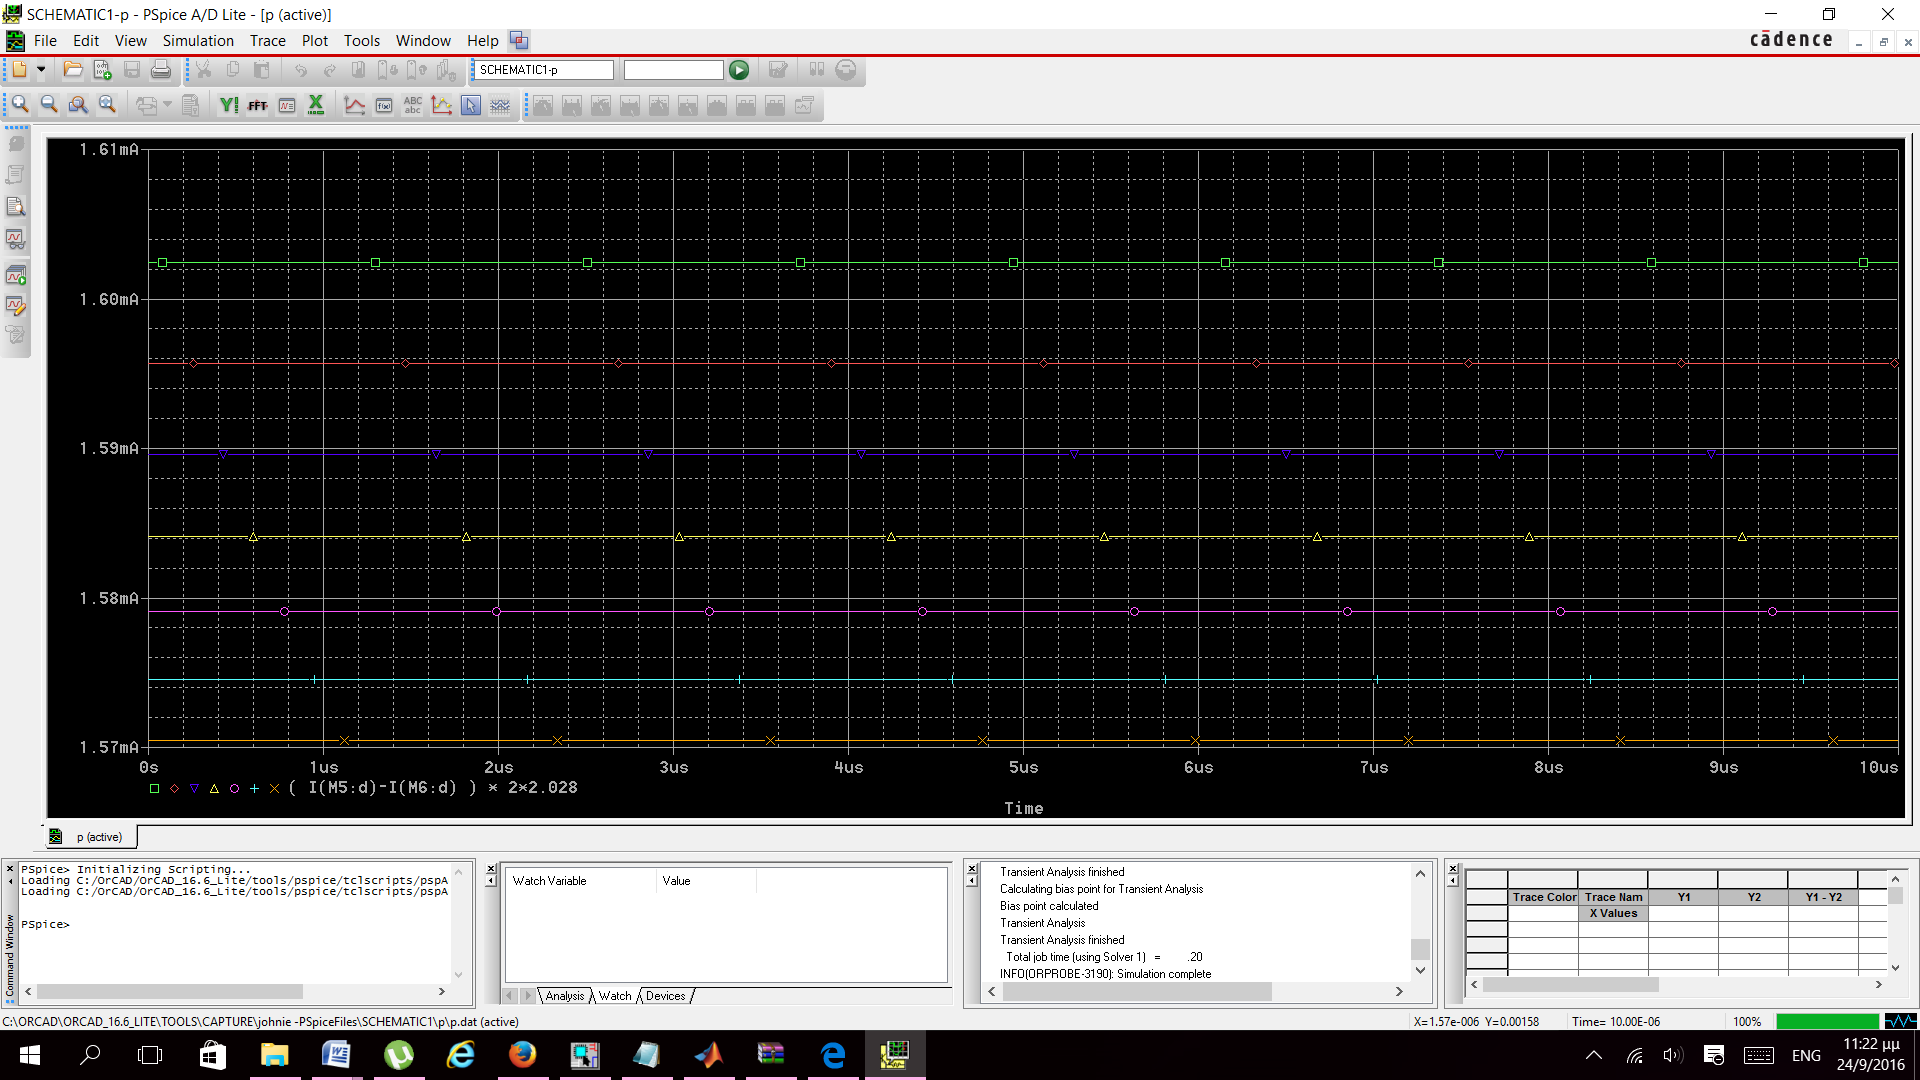 SCHEMATIC1-p - PSpice A/D Lite - [p (active)]
File Edit View Simulation Trace Plot Tools Window Help
cādence
SCHEMATIC1-p
FFT
ABC
abc
1.61mA
1.60mA
1.59mA
1.58mA
1.57mA
0s 1us 2us 3us 4us 5us 6us 7us 8us 9us 10us
( I(M5:d)-I(M6:d) ) * 2*2.028
Time
p (active)
Command Window
PSpice> Initializing Scripting...
Loading C:/OrCAD/OrCAD_16.6_Lite/tools/pspice/tclscripts/pspA
Loading C:/OrCAD/OrCAD_16.6_Lite/tools/pspice/tclscripts/pspA
PSpice>
Watch Variable Value
Analysis Watch Devices
Transient Analysis finished
Calculating bias point for Transient Analysis
Bias point calculated
Transient Analysis
Transient Analysis finished
Total job time (using Solver 1) = .20
INFO(ORPROBE-3190): Simulation complete
Trace Color Trace Nam Y1 Y2 Y1 - Y2
X Values
C:\ORCAD\ORCAD_16.6_LITE\TOOLS\CAPTURE\johnie -PSpiceFiles\SCHEMATIC1\p\p.dat (active)
X=1.57e-006 Y=0.00158 Time= 10.00E-06 100%
ENG
11:22 μμ
24/9/2016